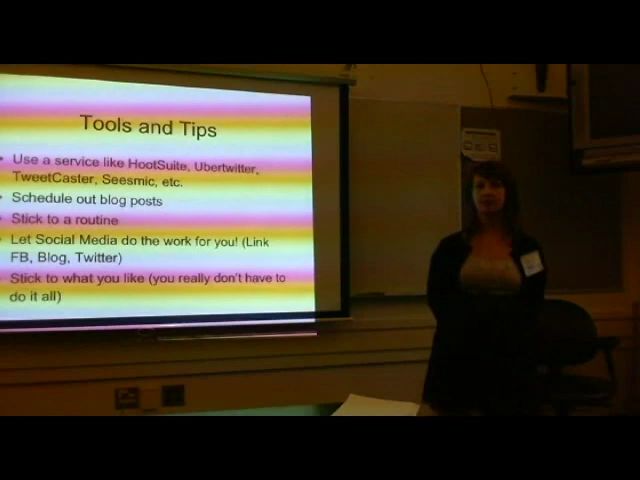 Tools and Tips
• Use a service like HootSuite, Ubertwitter,
TweetCaster, Seesmic, etc.
• Schedule out blog posts
• Stick to a routine
• Let Social Media do the work for you! (Link
FB, Blog, Twitter)
• Stick to what you like (you really don't have to
do it all)